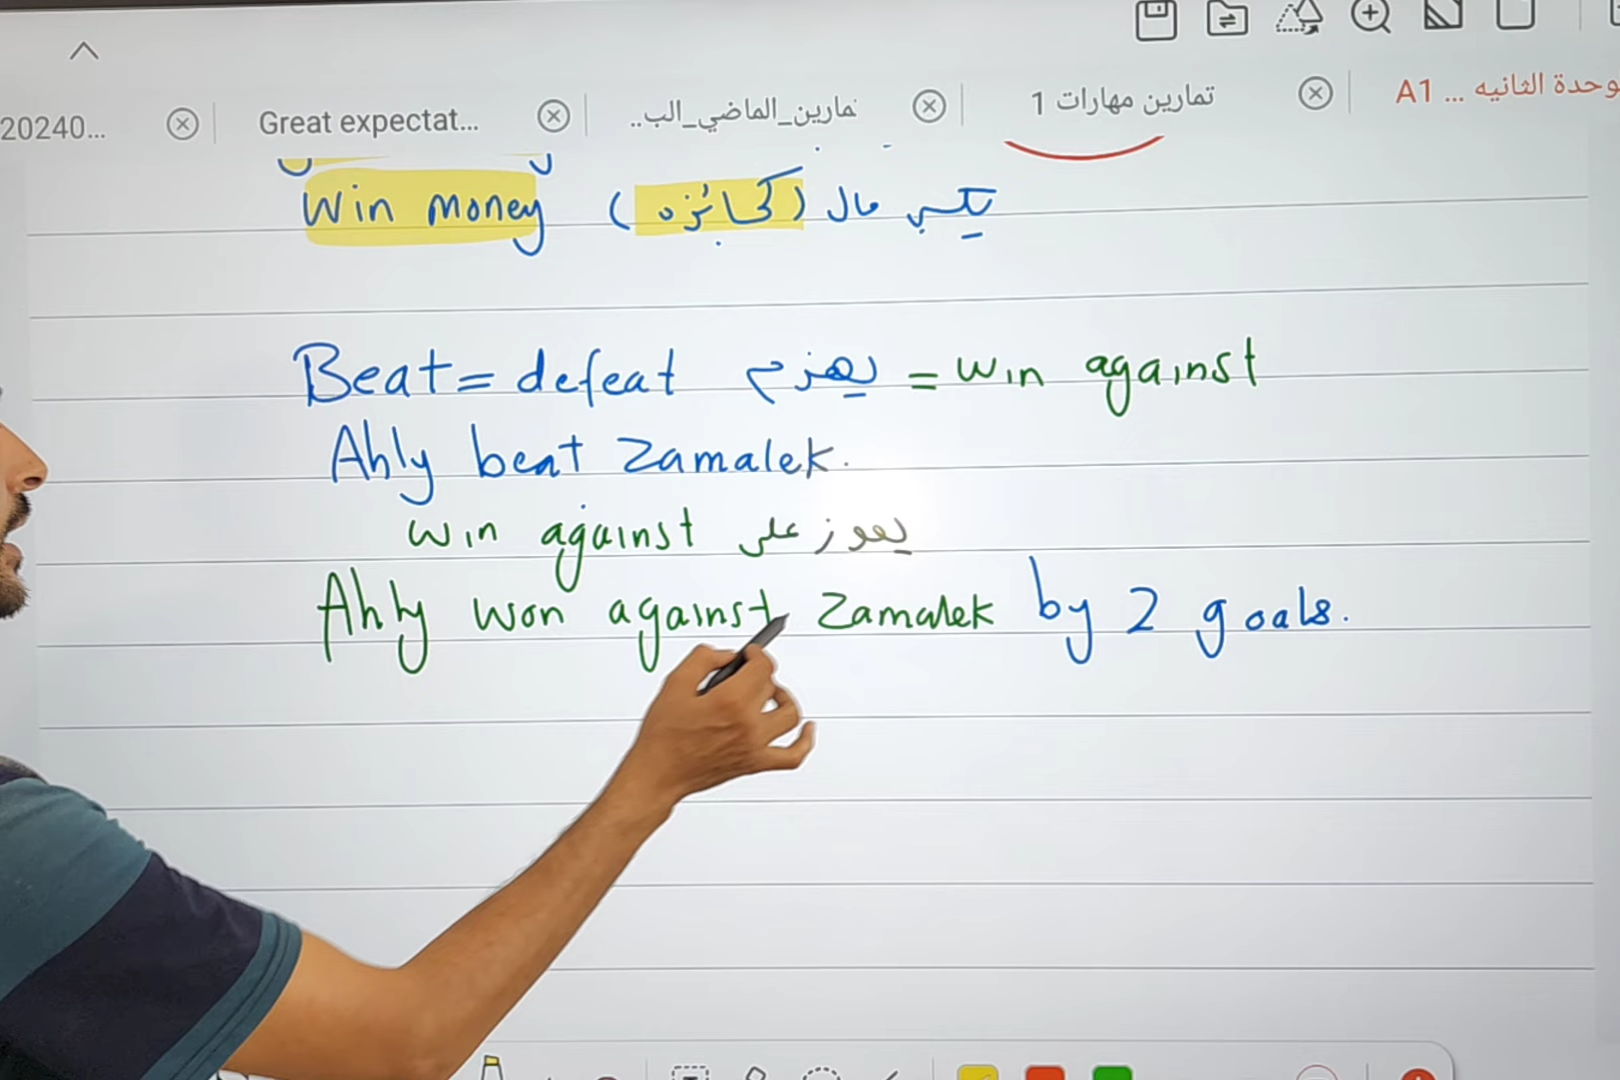 20240... Great expectat... تمارين_الماضي_الب.. تمارين مهارات 1 وحدة الثانيه ... A1
Win money يكسب مال (كجائزه)
Beat = defeat يهزم = win against
Ahly beat Zamalek.
win against يفوز على
Ahly won against Zamalek by 2 goals.